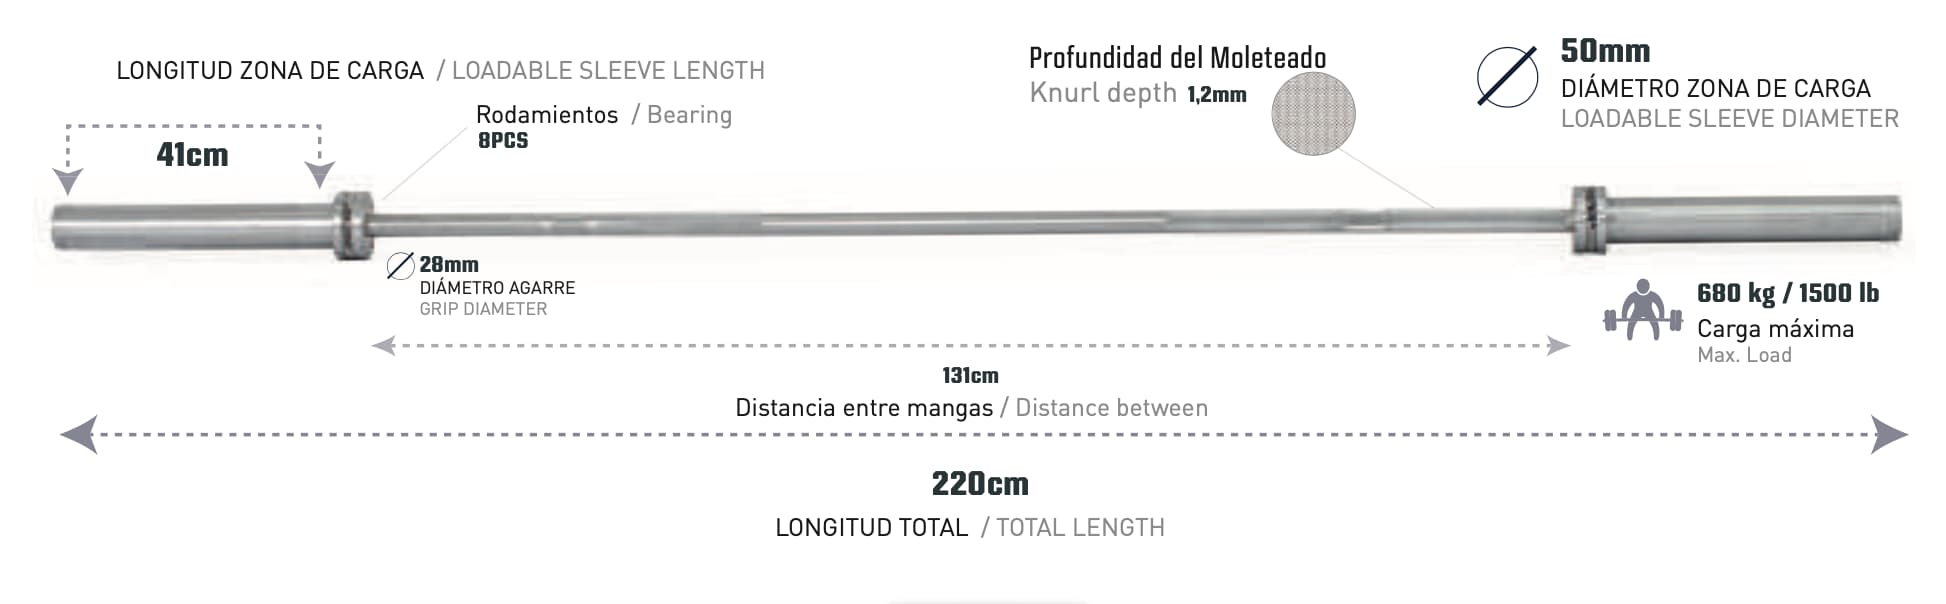 LONGITUD ZONA DE CARGA / LOADABLE SLEEVE LENGTH
41cm
Rodamientos / Bearing
8PCS
Profundidad del Moleteado
Knurl depth 1,2mm
50mm
DIÁMETRO ZONA DE CARGA
LOADABLE SLEEVE DIAMETER
28mm
DIÁMETRO AGARRE
GRIP DIAMETER
680 kg / 1500 lb
Carga máxima
Max. Load
131cm
Distancia entre mangas / Distance between
220cm
LONGITUD TOTAL / TOTAL LENGTH